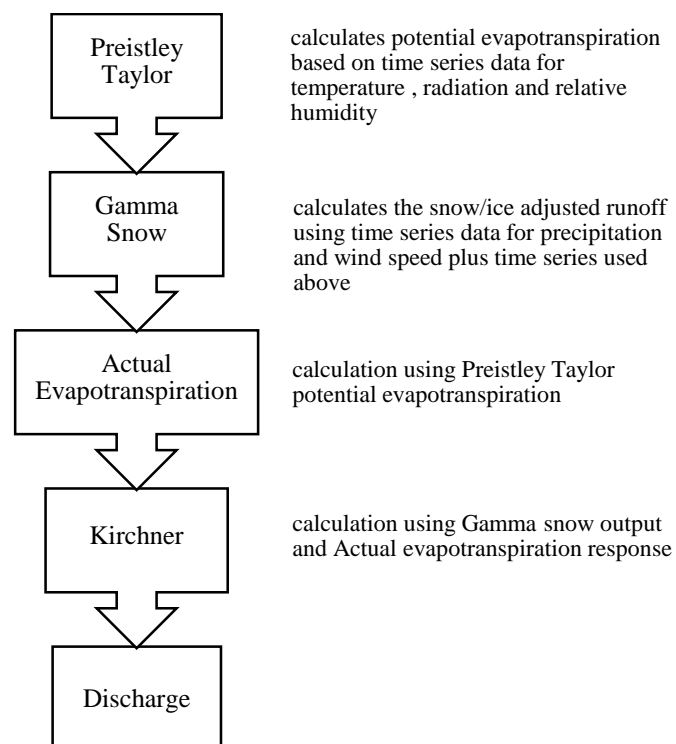 Preistley
Taylor
calculates potential evapotranspiration
based on time series data for
temperature , radiation and relative
humidity
Gamma
Snow
calculates the snow/ice adjusted runoff
using time series data for precipitation
and wind speed plus time series used
above
Actual
Evapotranspiration
calculation using Preistley Taylor
potential evapotranspiration
Kirchner
calculation using Gamma snow output
and Actual evapotranspiration response
Discharge